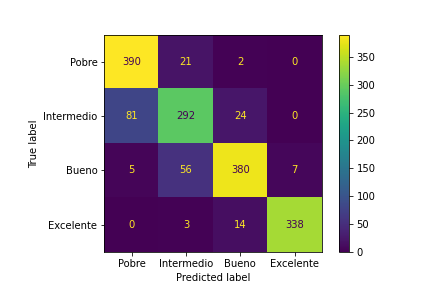 Pobre 390 21 2 0
Intermedio 81 292 24 0
Bueno 5 56 380 7
Excelente 0 3 14 338
Pobre Intermedio Bueno Excelente
Predicted label
True label
350
300
250
200
150
100
50
0